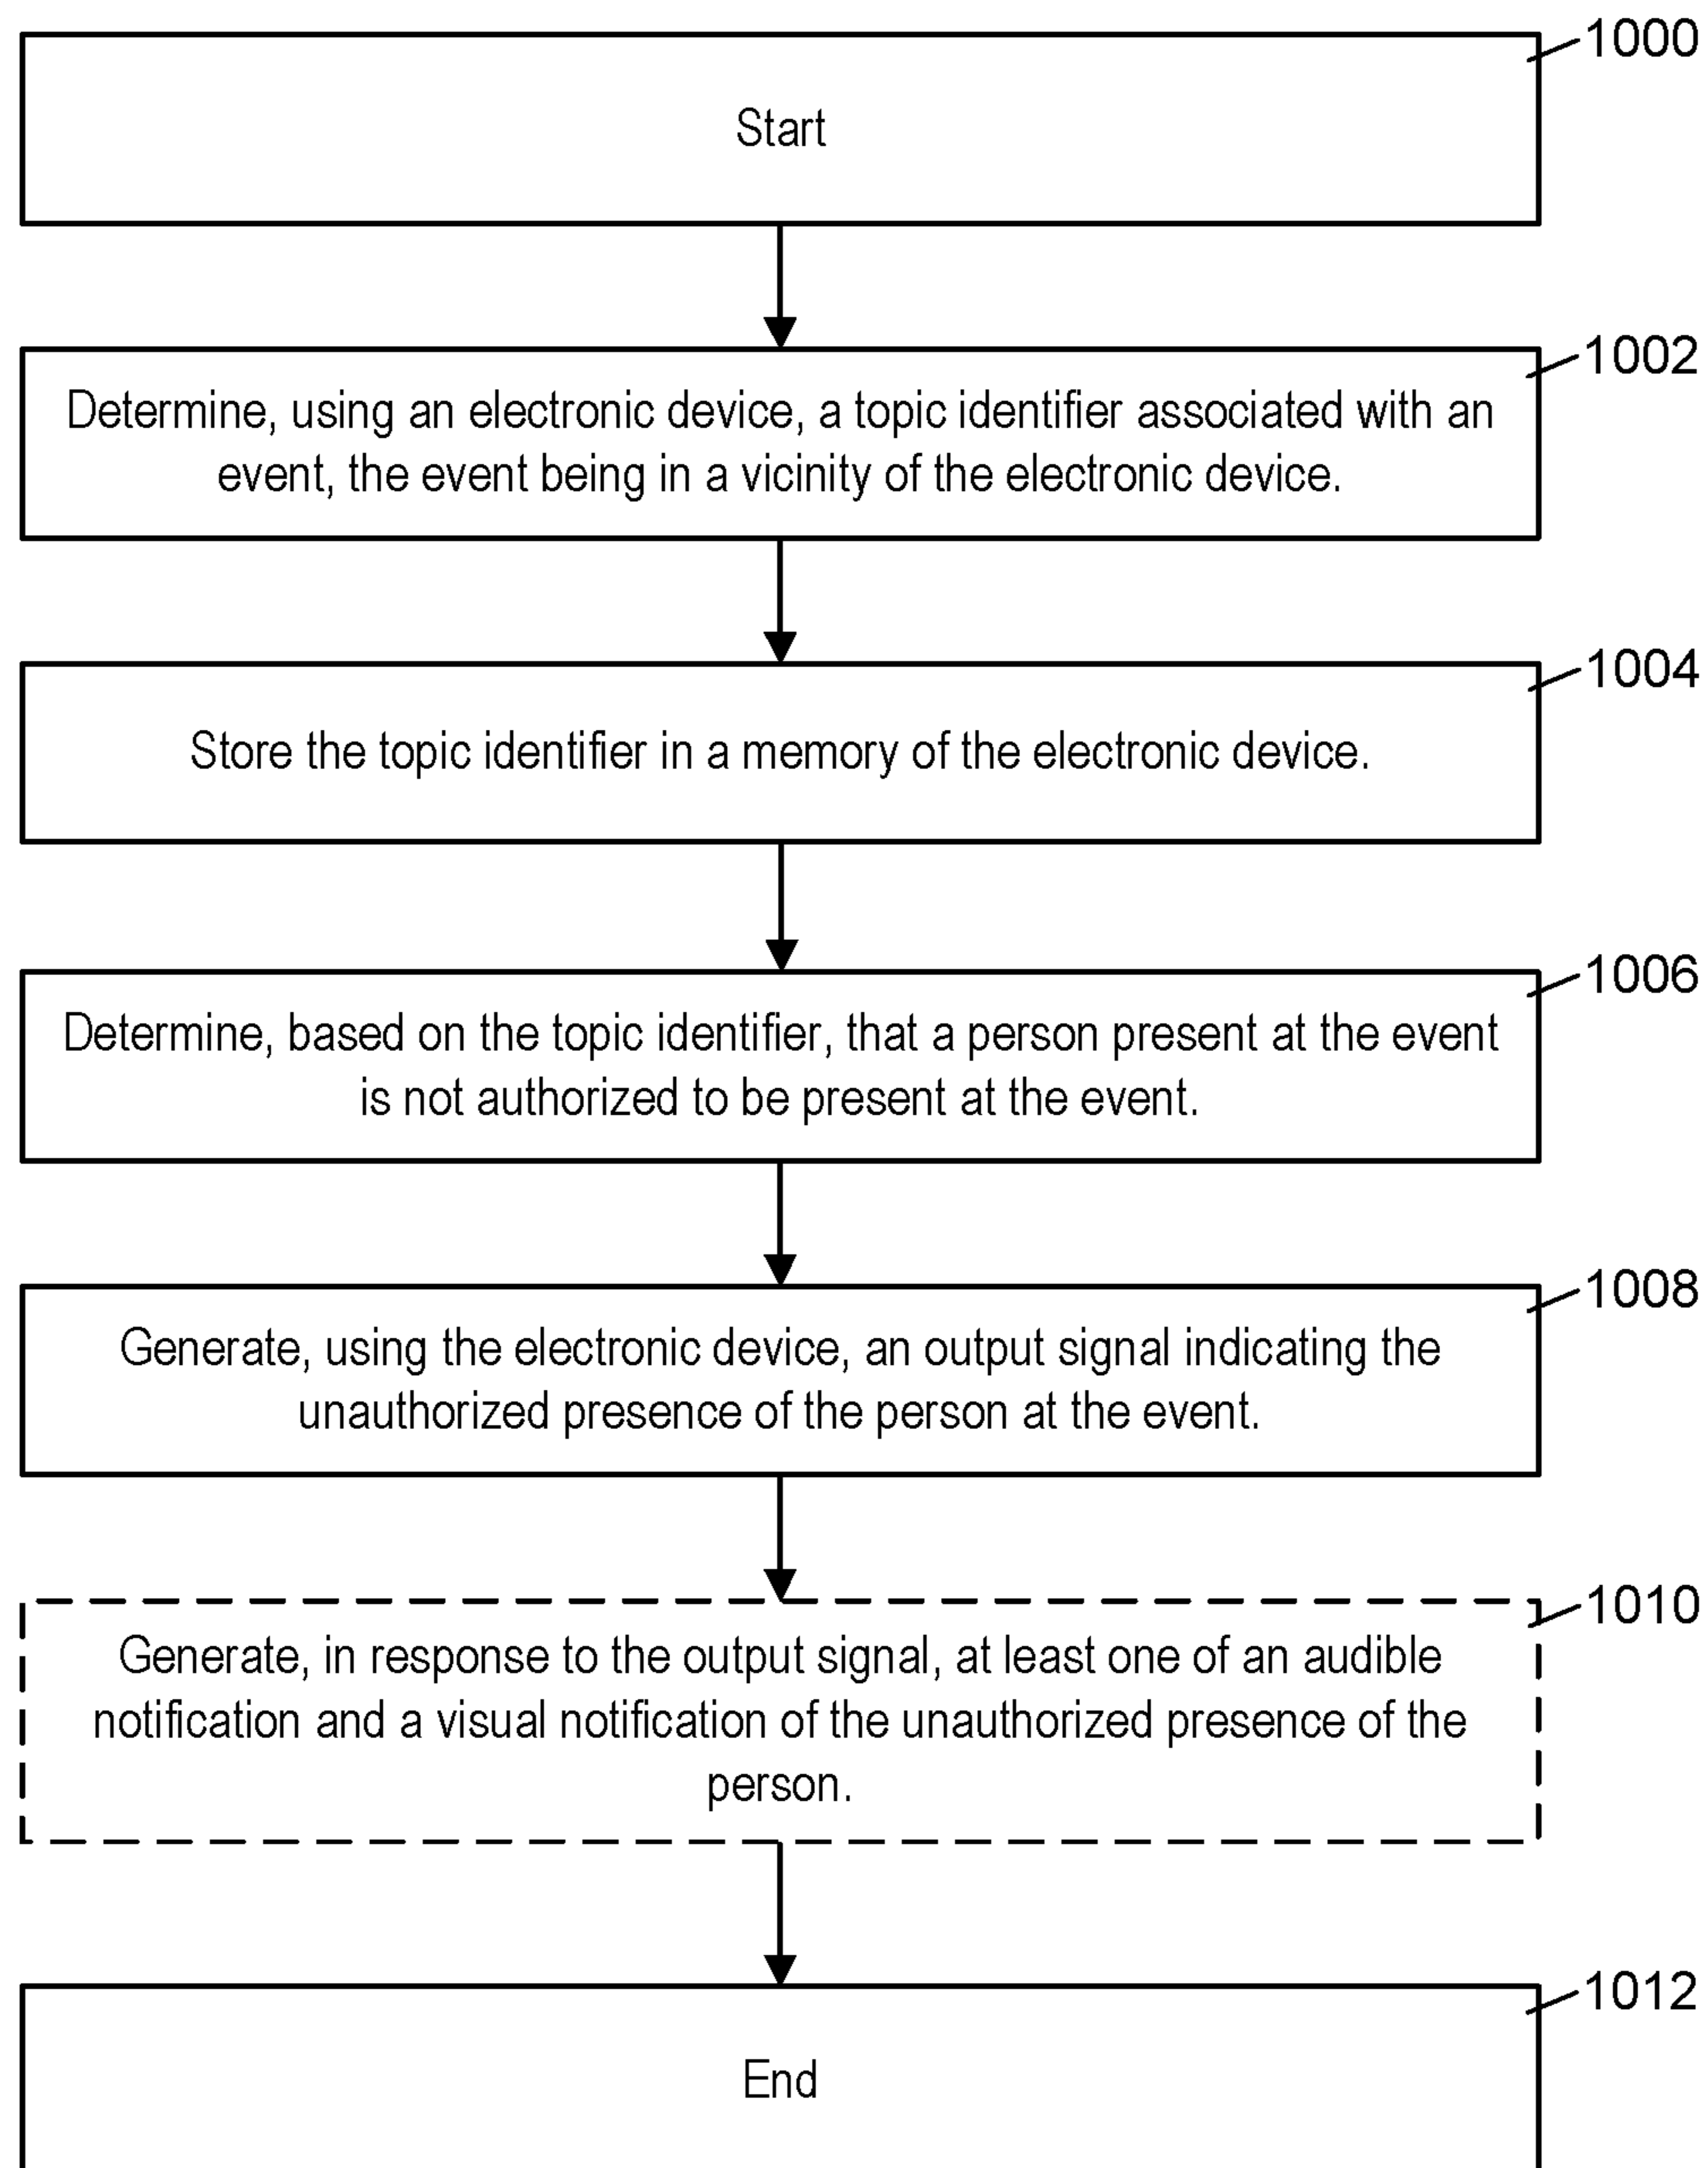 1000
Start
1002
Determine, using an electronic device, a topic identifier associated with an
event, the event being in a vicinity of the electronic device.
1004
Store the topic identifier in a memory of the electronic device.
1006
Determine, based on the topic identifier, that a person present at the event
is not authorized to be present at the event.
1008
Generate, using the electronic device, an output signal indicating the
unauthorized presence of the person at the event.
1010
Generate, in response to the output signal, at least one of an audible
notification and a visual notification of the unauthorized presence of the
person.
1012
End